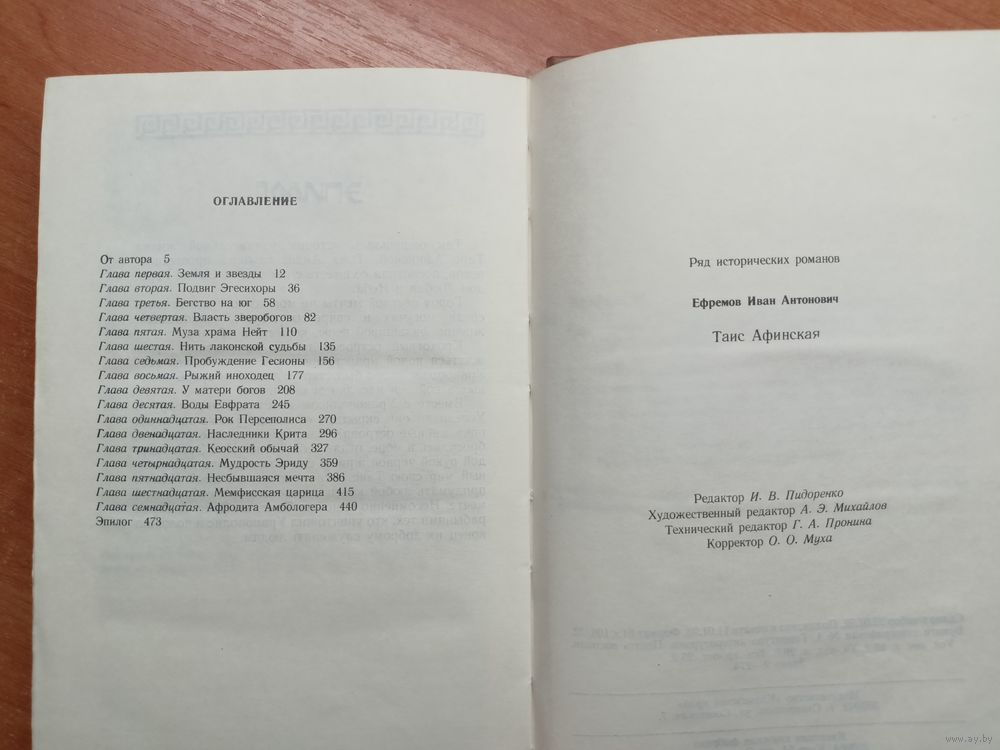 ОГЛАВЛЕНИЕ
От автора 5
Глава первая. Земля и звезды 12
Глава вторая. Подвиг Эгесихоры 36
Глава третья. Бегство на юг 58
Глава четвертая. Власть зверобогов 82
Глава пятая. Муза храма Нейт 110
Глава шестая. Нить лаконской судьбы 135
Глава седьмая. Пробуждение Гесионы 156
Глава восьмая. Рыжий иноходец 177
Глава девятая. У матери богов 208
Глава десятая. Воды Евфрата 245
Глава одиннадцатая. Рок Персеполиса 270
Глава двенадцатая. Наследники Крита 296
Глава тринадцатая. Кеосский обычай 327
Глава четырнадцатая. Мудрость Эриду 359
Глава пятнадцатая. Несбывшаяся мечта 386
Глава шестнадцатая. Мемфисская царица 415
Глава семнадцатая. Афродита Амбологера 440
Эпилог 473
Ряд исторических романов
Ефремов Иван Антонович
Таис Афинская
Редактор И. В. Пидоренко
Художественный редактор А. Э. Михайлов
Технический редактор Г. А. Пронина
Корректор О. О. Муха
www.ay.by